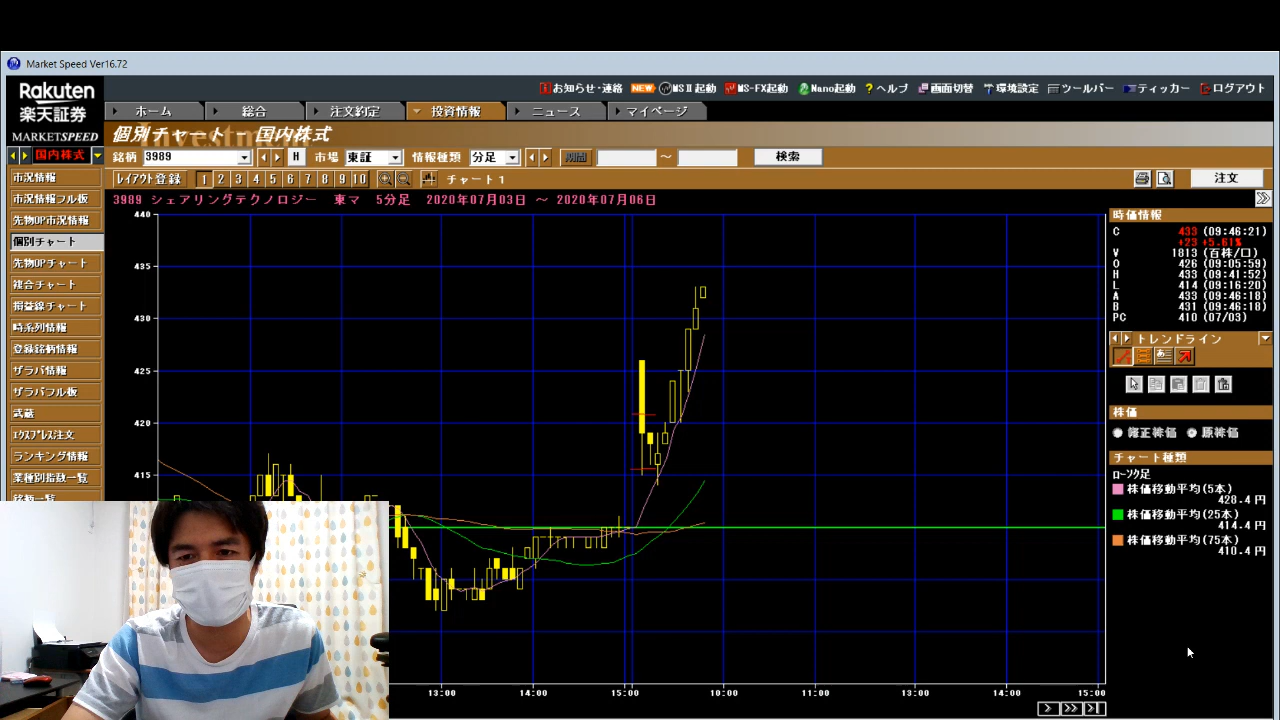 Market Speed Ver16.72
Rakuten
楽天証券
MARKETSPEED
お知らせ・連絡 NEW MSⅡ起動 MS-FX起動 Nano起動 ?ヘルプ 画面切替 環境設定 ツールバー ティッカー ログアウト
ホーム 総合 注文約定 投資情報 ニュース マイページ
個別チャート - 国内株式
国内株式
銘柄 3989 H 市場 東証 情報種類 分足 期間 ～ 検索
レイアウト登録 1 2 3 4 5 6 7 8 9 10 チャート1 注文
3989 シェアリングテクノロジー 東マ 5分足 2020年07月03日 ～ 2020年07月06日
市況情報
市況情報フル板
先物OP市況情報
個別チャート
先物OPチャート
複合チャート
損益線チャート
時系列情報
登録銘柄情報
ザラバ情報
ザラバフル板
武蔵
エクスプレス注文
ランキング情報
業種別指数一覧
銘柄一覧
440
435
430
425
420
415
13:00 14:00 15:00 10:00 11:00 13:00 14:00 15:00
時価情報
C 433 (09:46:21)
+23 +5.61%
V 1813 (百株/口)
O 426 (09:05:59)
H 433 (09:41:52)
L 414 (09:16:20)
A 433 (09:46:18)
B 431 (09:46:18)
PC 410 (07/03)
トレンドライン
株価
修正株価 原株価
チャート種類
ローソク足
株価移動平均(5本)
428.4 円
株価移動平均(25本)
414.4 円
株価移動平均(75本)
410.4 円